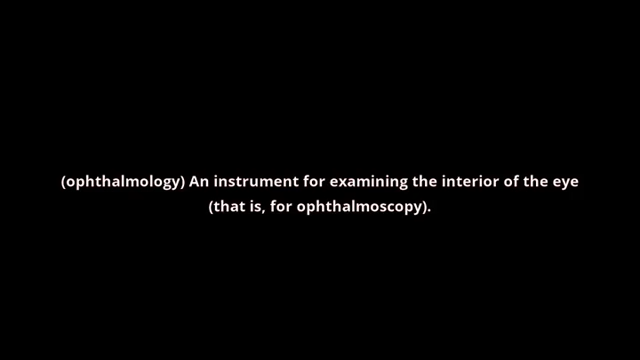 (ophthalmology) An instrument for examining the interior of the eye
(that is, for ophthalmoscopy).